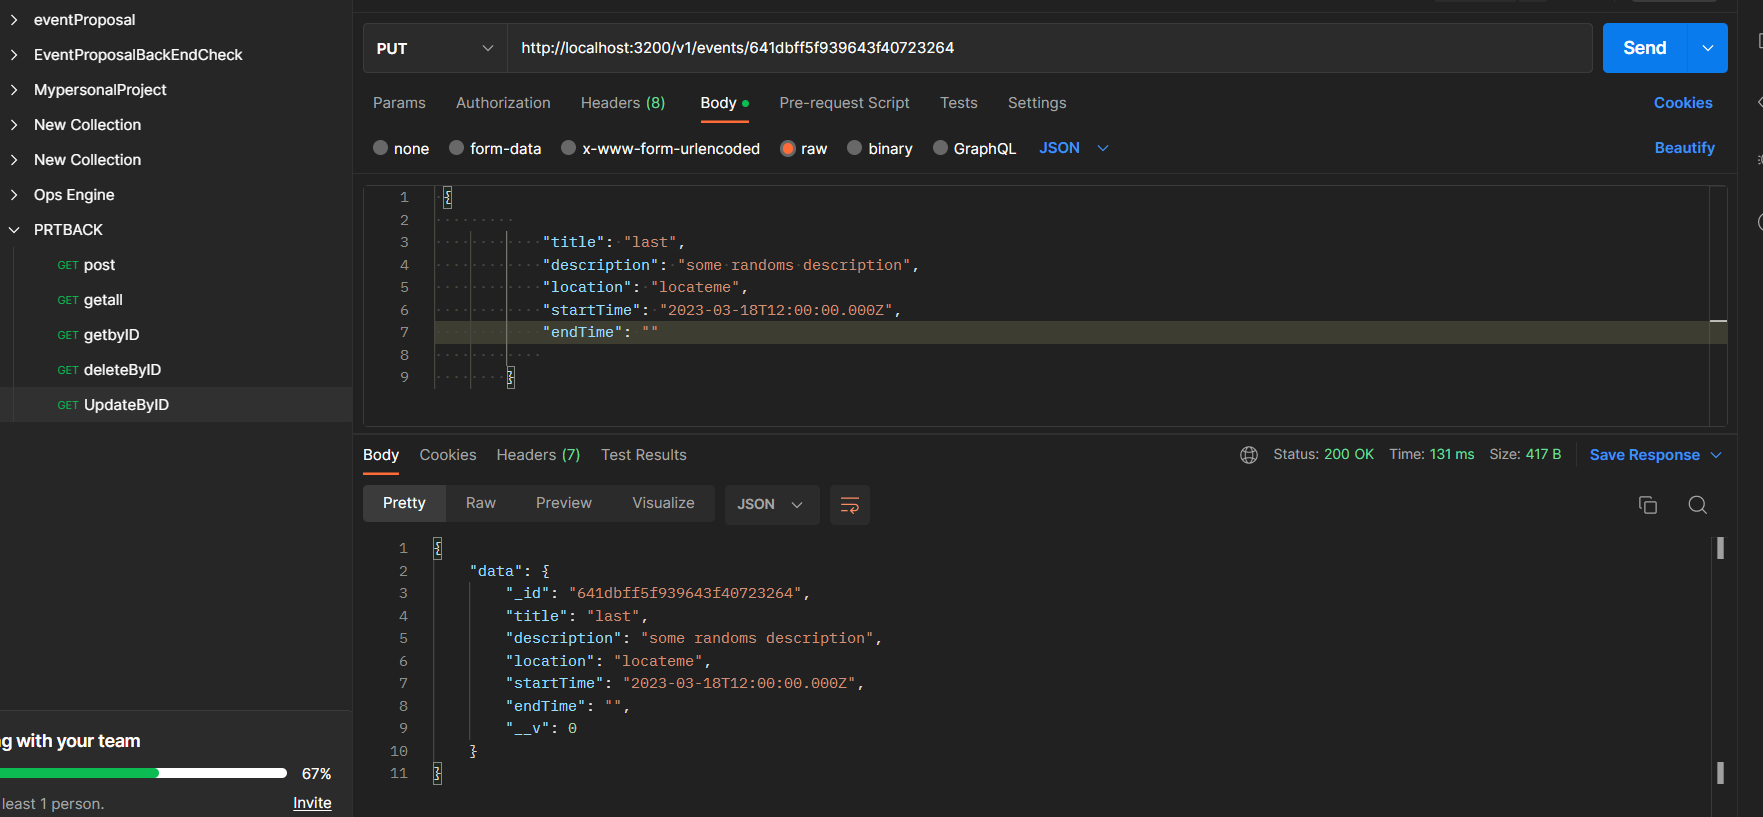 eventProposal
EventProposalBackEndCheck
MypersonalProject
New Collection
New Collection
Ops Engine
PRTBACK
GET post
GET getall
GET getbyID
GET deleteByID
GET UpdateByID
g with your team
67%
least 1 person.
Invite
PUT
http://localhost:3200/v1/events/641dbff5f939643f40723264
Send
Params Authorization Headers (8) Body Pre-request Script Tests Settings Cookies
none form-data x-www-form-urlencoded raw binary GraphQL JSON Beautify
1 {
2
3 "title": "last",
4 "description": "some randoms description",
5 "location": "locateme",
6 "startTime": "2023-03-18T12:00:00.000Z",
7 "endTime": ""
8
9 }
Body Cookies Headers (7) Test Results Status: 200 OK Time: 131 ms Size: 417 B Save Response
Pretty Raw Preview Visualize JSON
1 {
2 "data": {
3 "_id": "641dbff5f939643f40723264",
4 "title": "last",
5 "description": "some randoms description",
6 "location": "locateme",
7 "startTime": "2023-03-18T12:00:00.000Z",
8 "endTime": "",
9 "__v": 0
10 }
11 }